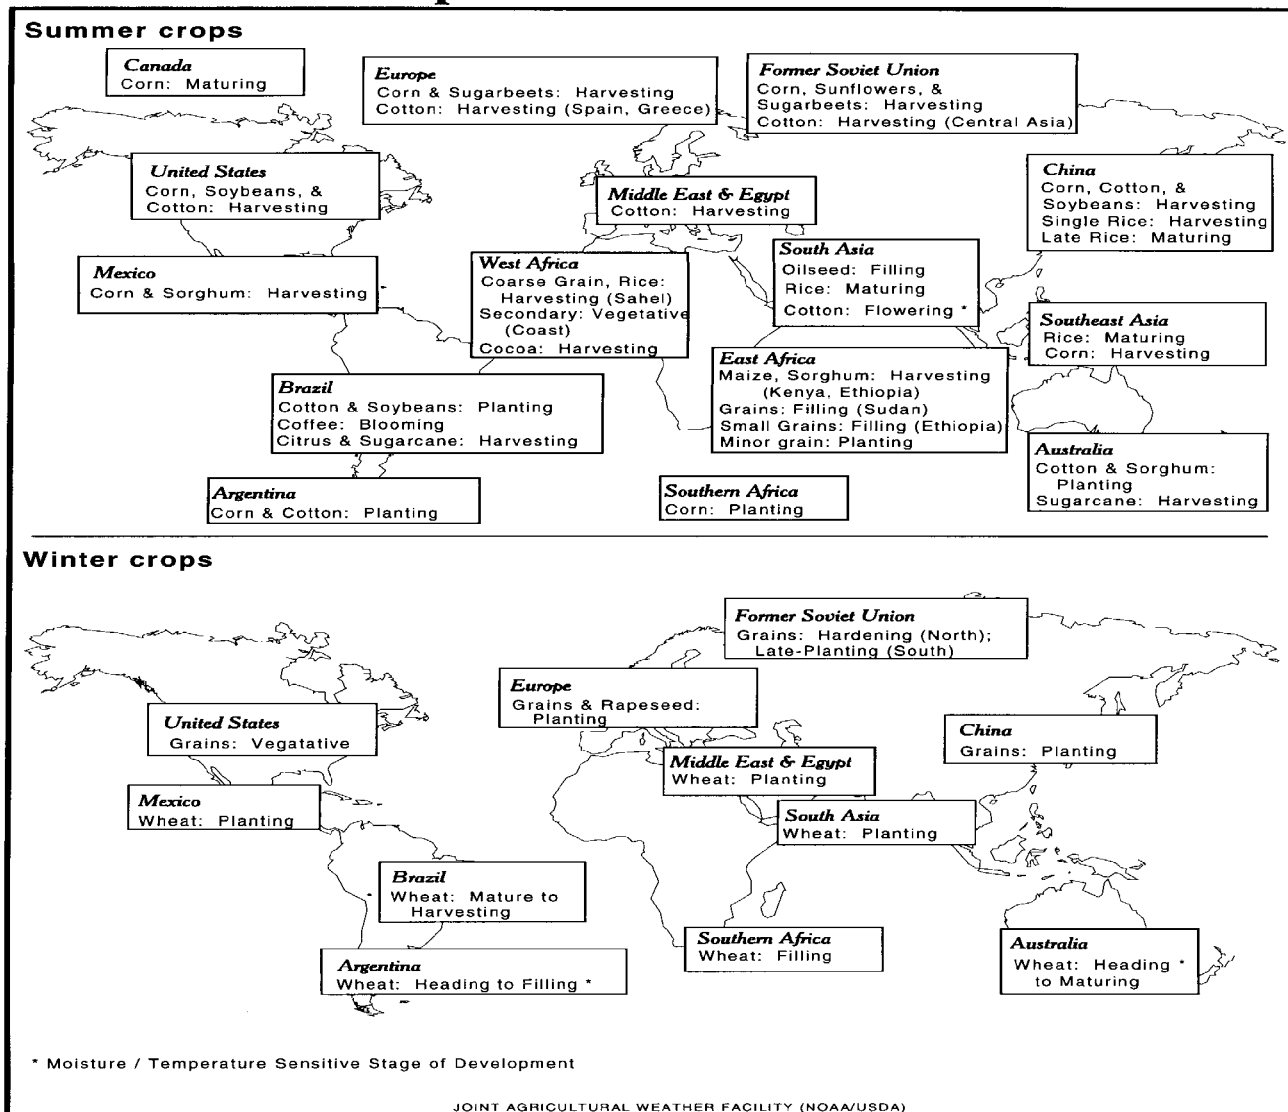 Summer crops
Canada
Corn: Maturing
Europe
Corn & Sugarbeets: Harvesting
Cotton: Harvesting (Spain, Greece)
Former Soviet Union
Corn, Sunflowers, &
Sugarbeets: Harvesting
Cotton: Harvesting (Central Asia)
United States
Corn, Soybeans, &
Cotton: Harvesting
Middle East & Egypt
Cotton: Harvesting
China
Corn, Cotton, &
Soybeans: Harvesting
Single Rice: Harvesting
Late Rice: Maturing
Mexico
Corn & Sorghum: Harvesting
West Africa
Coarse Grain, Rice:
Harvesting (Sahel)
Secondary: Vegetative
(Coast)
Cocoa: Harvesting
South Asia
Oilseed: Filling
Rice: Maturing
Cotton: Flowering *
Southeast Asia
Rice: Maturing
Corn: Harvesting
East Africa
Maize, Sorghum: Harvesting
(Kenya, Ethiopia)
Grains: Filling (Sudan)
Small Grains: Filling (Ethiopia)
Minor grain: Planting
Brazil
Cotton & Soybeans: Planting
Coffee: Blooming
Citrus & Sugarcane: Harvesting
Australia
Cotton & Sorghum:
Planting
Sugarcane: Harvesting
Argentina
Corn & Cotton: Planting
Southern Africa
Corn: Planting
Winter crops
Former Soviet Union
Grains: Hardening (North);
Late-Planting (South)
Europe
Grains & Rapeseed:
Planting
United States
Grains: Vegatative
China
Grains: Planting
Middle East & Egypt
Wheat: Planting
Mexico
Wheat: Planting
South Asia
Wheat: Planting
Brazil
Wheat: Mature to
Harvesting
Southern Africa
Wheat: Filling
Australia
Wheat: Heading *
to Maturing
Argentina
Wheat: Heading to Filling *
* Moisture / Temperature Sensitive Stage of Development
JOINT AGRICULTURAL WEATHER FACILITY (NOAA/USDA)